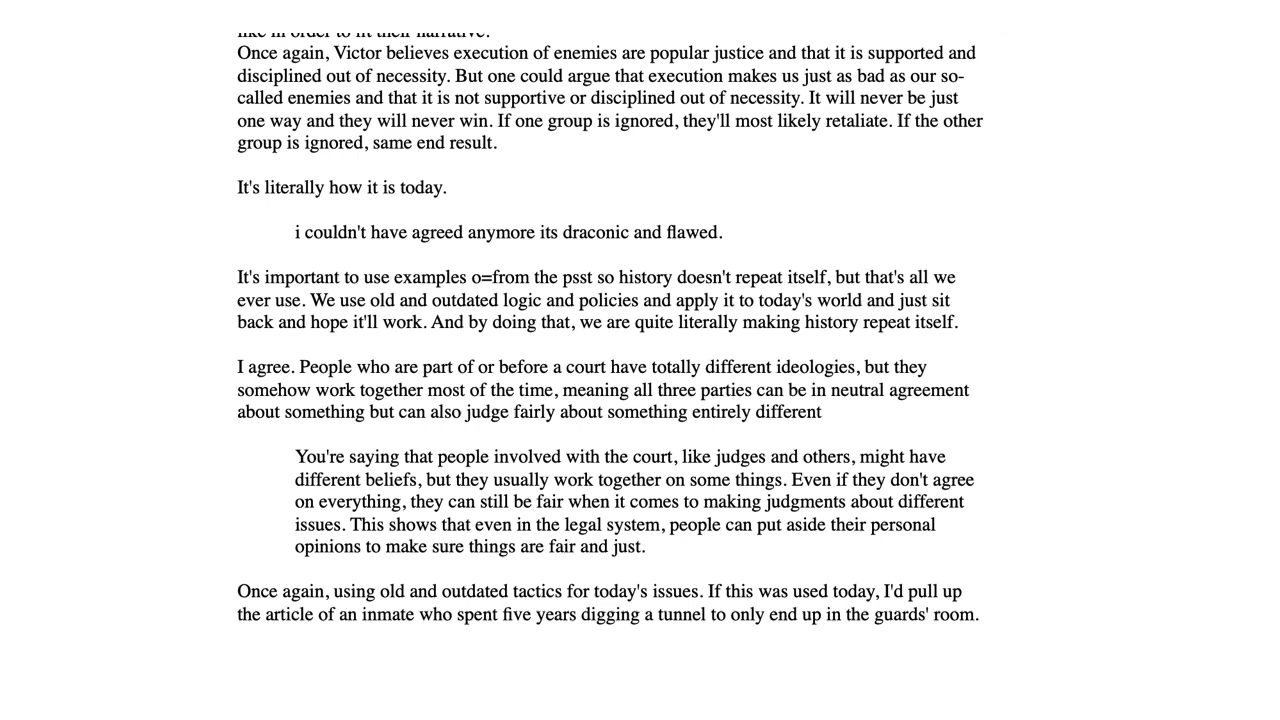 like in order to fit their narrative.
Once again, Victor believes execution of enemies are popular justice and that it is supported and
disciplined out of necessity. But one could argue that execution makes us just as bad as our so-
called enemies and that it is not supportive or disciplined out of necessity. It will never be just
one way and they will never win. If one group is ignored, they'll most likely retaliate. If the other
group is ignored, same end result.
It's literally how it is today.
i couldn't have agreed anymore its draconic and flawed.
It's important to use examples o=from the psst so history doesn't repeat itself, but that's all we
ever use. We use old and outdated logic and policies and apply it to today's world and just sit
back and hope it'll work. And by doing that, we are quite literally making history repeat itself.
I agree. People who are part of or before a court have totally different ideologies, but they
somehow work together most of the time, meaning all three parties can be in neutral agreement
about something but can also judge fairly about something entirely different
You're saying that people involved with the court, like judges and others, might have
different beliefs, but they usually work together on some things. Even if they don't agree
on everything, they can still be fair when it comes to making judgments about different
issues. This shows that even in the legal system, people can put aside their personal
opinions to make sure things are fair and just.
Once again, using old and outdated tactics for today's issues. If this was used today, I'd pull up
the article of an inmate who spent five years digging a tunnel to only end up in the guards' room.